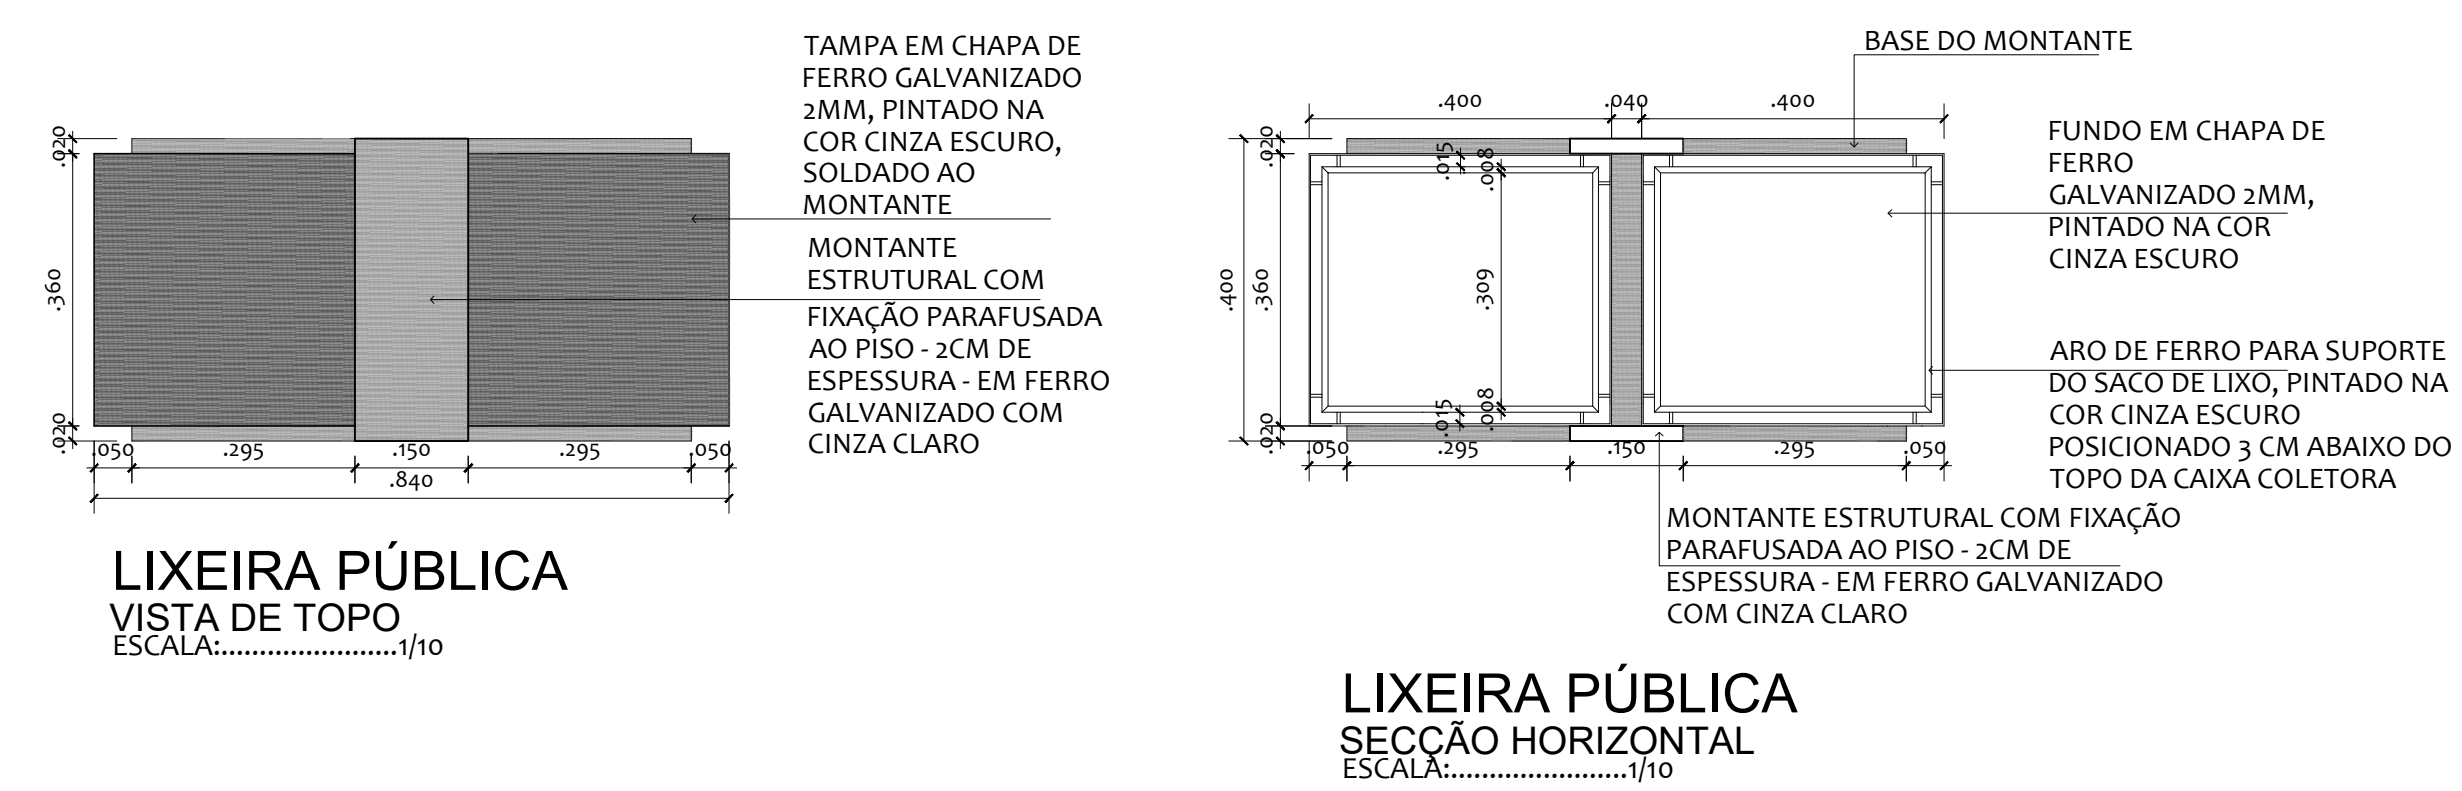 TAMPA EM CHAPA DE
FERRO GALVANIZADO
2MM, PINTADO NA
COR CINZA ESCURO,
SOLDADO AO
MONTANTE
MONTANTE
ESTRUTURAL COM
FIXAÇÃO PARAFUSADA
AO PISO - 2CM DE
ESPESSURA - EM FERRO
GALVANIZADO COM
CINZA CLARO
.020
.360
.020
.050 .295 .150 .295 .050
.840
LIXEIRA PÚBLICA
VISTA DE TOPO
ESCALA:.......................1/10
BASE DO MONTANTE
.400 .040 .400
FUNDO EM CHAPA DE
FERRO
GALVANIZADO 2MM,
PINTADO NA COR
CINZA ESCURO
.020
.015
.008
.400
.360
.309
.015
.008
.020
ARO DE FERRO PARA SUPORTE
DO SACO DE LIXO, PINTADO NA
COR CINZA ESCURO
POSICIONADO 3 CM ABAIXO DO
TOPO DA CAIXA COLETORA
.050 .295 .150 .295 .050
MONTANTE ESTRUTURAL COM FIXAÇÃO
PARAFUSADA AO PISO - 2CM DE
ESPESSURA - EM FERRO GALVANIZADO
COM CINZA CLARO
LIXEIRA PÚBLICA
SECÇÃO HORIZONTAL
ESCALA:.......................1/10